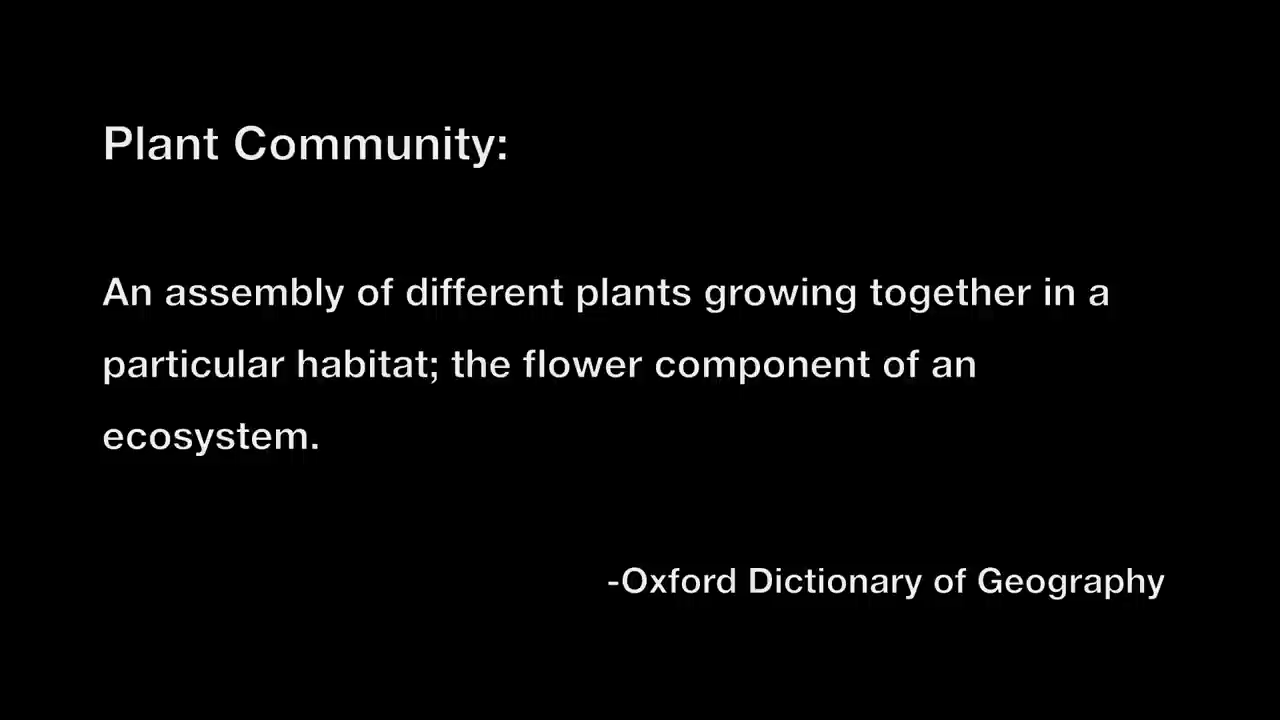 Plant Community:
An assembly of different plants growing together in a
particular habitat; the flower component of an
ecosystem.
-Oxford Dictionary of Geography